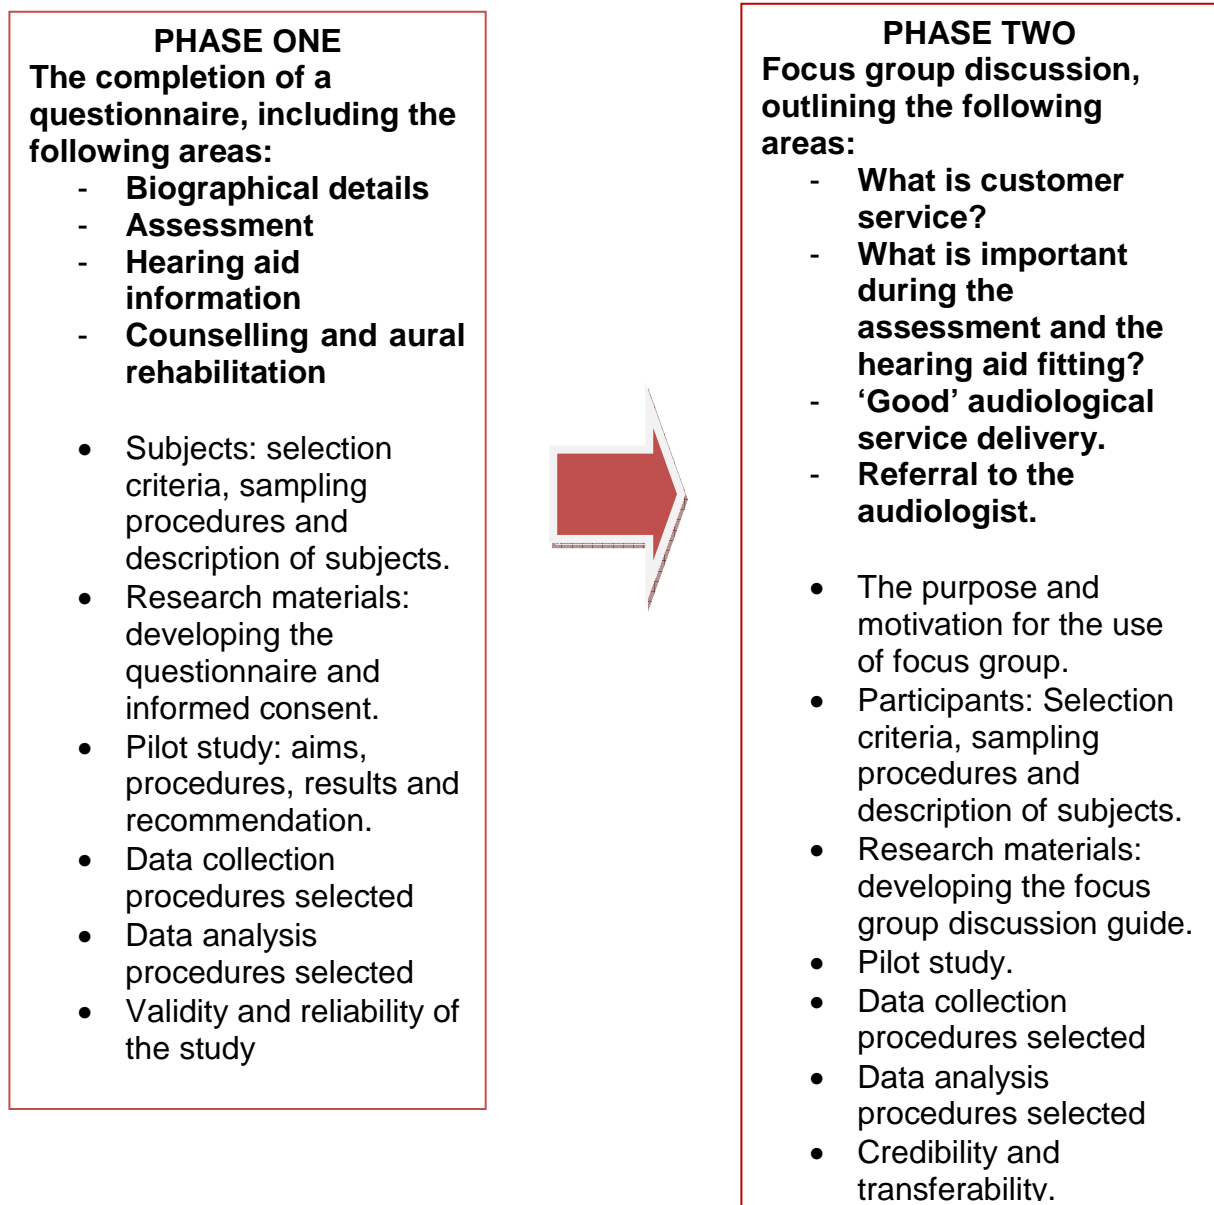 PHASE ONE
The completion of a
questionnaire, including the
following areas:
- Biographical details
- Assessment
- Hearing aid
information
- Counselling and aural
rehabilitation
• Subjects: selection
criteria, sampling
procedures and
description of subjects.
• Research materials:
developing the
questionnaire and
informed consent.
• Pilot study: aims,
procedures, results and
recommendation.
• Data collection
procedures selected
• Data analysis
procedures selected
• Validity and reliability of
the study
PHASE TWO
Focus group discussion,
outlining the following
areas:
- What is customer
service?
- What is important
during the
assessment and the
hearing aid fitting?
- ‘Good’ audiological
service delivery.
- Referral to the
audiologist.
• The purpose and
motivation for the use
of focus group.
• Participants: Selection
criteria, sampling
procedures and
description of subjects.
• Research materials:
developing the focus
group discussion guide.
• Pilot study.
• Data collection
procedures selected
• Data analysis
procedures selected
• Credibility and
transferability.